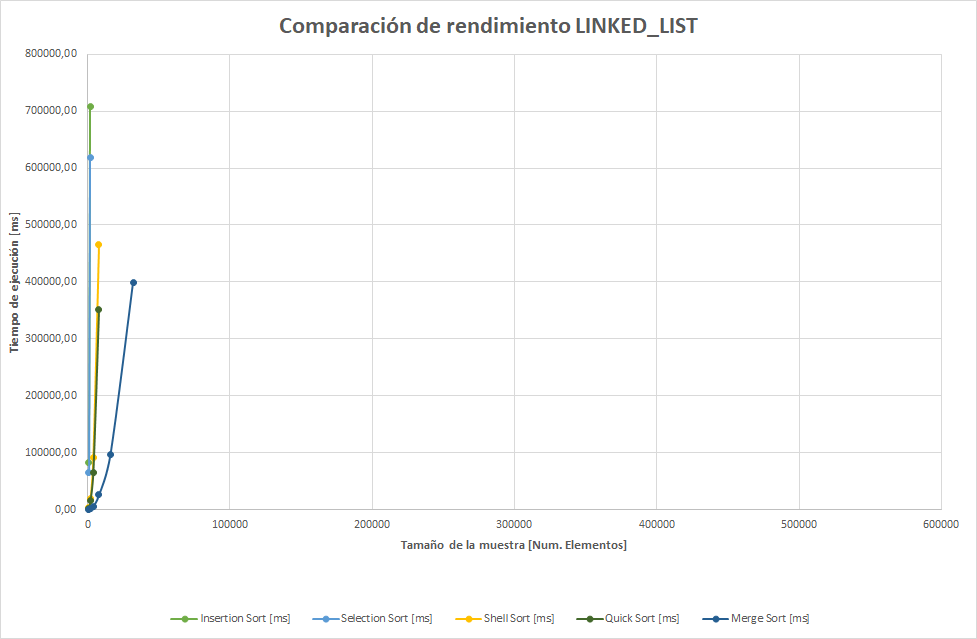 Comparación de rendimiento LINKED_LIST
800000,00
700000,00
600000,00
500000,00
400000,00
300000,00
200000,00
100000,00
0,00
Tiempo de ejecución [ms]
0 100000 200000 300000 400000 500000 600000
Tamaño de la muestra [Num. Elementos]
Insertion Sort [ms] Selection Sort [ms] Shell Sort [ms] Quick Sort [ms] Merge Sort [ms]